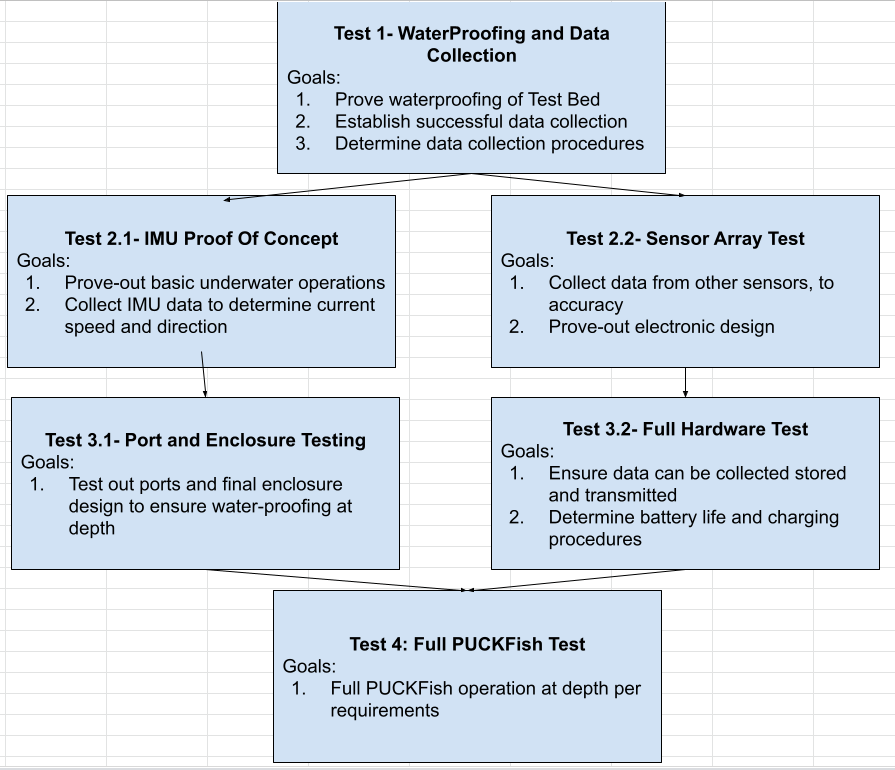 Test 1- WaterProofing and Data
Collection
Goals:
1. Prove waterproofing of Test Bed
2. Establish successful data collection
3. Determine data collection procedures
Test 2.1- IMU Proof Of Concept
Goals:
1. Prove-out basic underwater operations
2. Collect IMU data to determine current
speed and direction
Test 2.2- Sensor Array Test
Goals:
1. Collect data from other sensors, to
accuracy
2. Prove-out electronic design
Test 3.1- Port and Enclosure Testing
Goals:
1. Test out ports and final enclosure
design to ensure water-proofing at
depth
Test 3.2- Full Hardware Test
Goals:
1. Ensure data can be collected stored
and transmitted
2. Determine battery life and charging
procedures
Test 4: Full PUCKFish Test
Goals:
1. Full PUCKFish operation at depth per
requirements